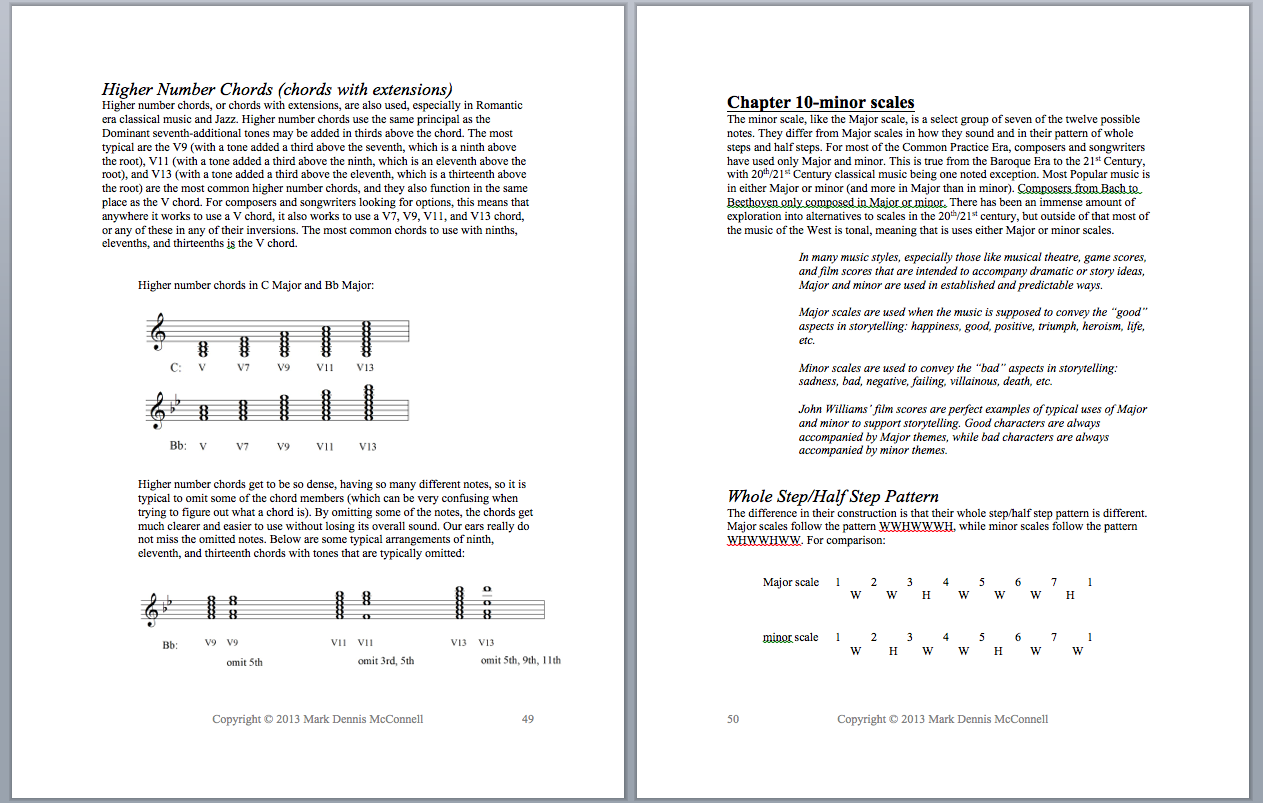 Higher Number Chords (chords with extensions)
Higher number chords, or chords with extensions, are also used, especially in Romantic
era classical music and Jazz. Higher number chords use the same principal as the
Dominant seventh-additional tones may be added in thirds above the chord. The most
typical are the V9 (with a tone added a third above the seventh, which is a ninth above
the root), V11 (with a tone added a third above the ninth, which is an eleventh above the
root), and V13 (with a tone added a third above the eleventh, which is a thirteenth above
the root) are the most common higher number chords, and they also function in the same
place as the V chord. For composers and songwriters looking for options, this means that
anywhere it works to use a V chord, it also works to use a V7, V9, V11, and V13 chord,
or any of these in any of their inversions. The most common chords to use with ninths,
elevenths, and thirteenths is the V chord.
Higher number chords in C Major and Bb Major:
C: V V7 V9 V11 V13
Bb: V V7 V9 V11 V13
Higher number chords get to be so dense, having so many different notes, so it is
typical to omit some of the chord members (which can be very confusing when
trying to figure out what a chord is). By omitting some of the notes, the chords get
much clearer and easier to use without losing its overall sound. Our ears really do
not miss the omitted notes. Below are some typical arrangements of ninth,
eleventh, and thirteenth chords with tones that are typically omitted:
Bb: V9 V9 V11 V11 V13 V13
omit 5th omit 3rd, 5th omit 5th, 9th, 11th
Copyright © 2013 Mark Dennis McConnell 49
Chapter 10-minor scales
The minor scale, like the Major scale, is a select group of seven of the twelve possible
notes. They differ from Major scales in how they sound and in their pattern of whole
steps and half steps. For most of the Common Practice Era, composers and songwriters
have used only Major and minor. This is true from the Baroque Era to the 21st Century,
with 20th/21st Century classical music being one noted exception. Most Popular music is
in either Major or minor (and more in Major than in minor). Composers from Bach to
Beethoven only composed in Major or minor. There has been an immense amount of
exploration into alternatives to scales in the 20th/21st century, but outside of that most of
the music of the West is tonal, meaning that is uses either Major or minor scales.
In many music styles, especially those like musical theatre, game scores,
and film scores that are intended to accompany dramatic or story ideas,
Major and minor are used in established and predictable ways.
Major scales are used when the music is supposed to convey the “good”
aspects in storytelling: happiness, good, positive, triumph, heroism, life,
etc.
Minor scales are used to convey the “bad” aspects in storytelling:
sadness, bad, negative, failing, villainous, death, etc.
John Williams’ film scores are perfect examples of typical uses of Major
and minor to support storytelling. Good characters are always
accompanied by Major themes, while bad characters are always
accompanied by minor themes.
Whole Step/Half Step Pattern
The difference in their construction is that their whole step/half step pattern is different.
Major scales follow the pattern WWHWWWH, while minor scales follow the pattern
WHWWHWW. For comparison:
Major scale 1 2 3 4 5 6 7 1
W W H W W W H
minor scale 1 2 3 4 5 6 7 1
W H W W H W W
50 Copyright © 2013 Mark Dennis McConnell